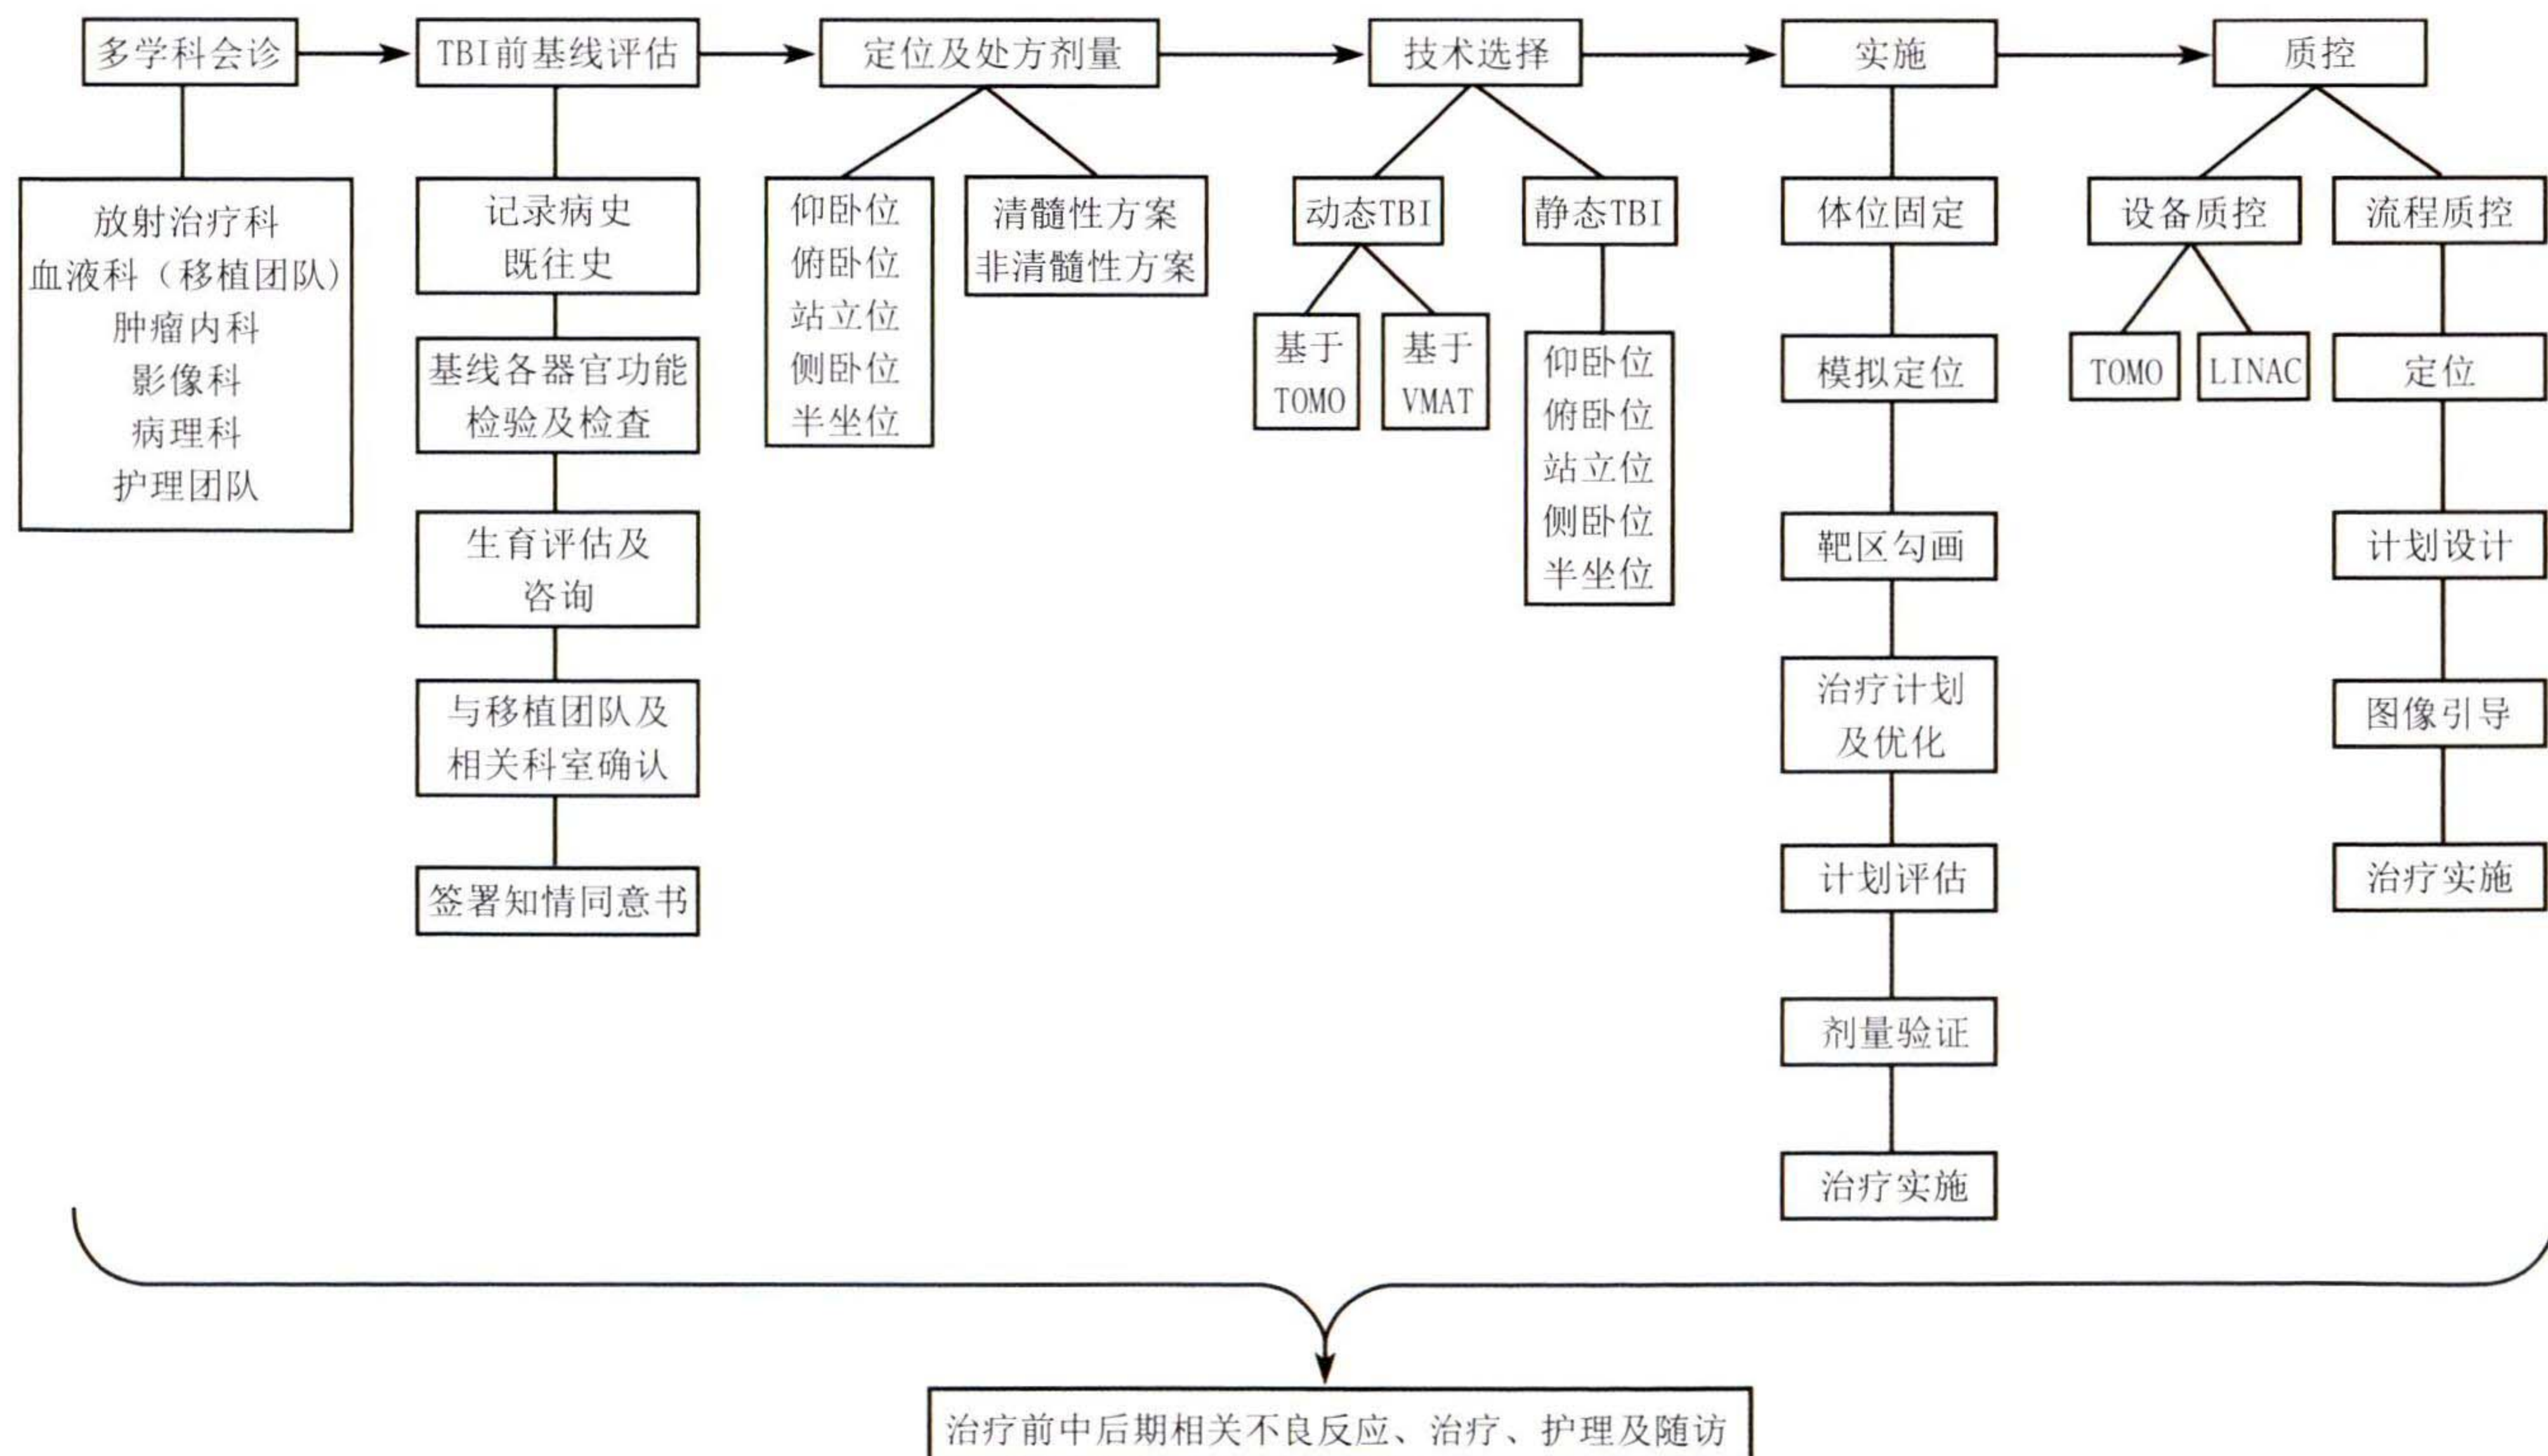 多学科会诊
TBI前基线评估
定位及处方剂量
技术选择
实施
质控
放射治疗科
血液科（移植团队）
肿瘤内科
影像科
病理科
护理团队
记录病史
既往史
基线各器官功能
检验及检查
生育评估及
咨询
与移植团队及
相关科室确认
签署知情同意书
仰卧位
俯卧位
站立位
侧卧位
半坐位
清髓性方案
非清髓性方案
动态TBI
静态TBI
基于
TOMO
基于
VMAT
仰卧位
俯卧位
站立位
侧卧位
半坐位
体位固定
模拟定位
靶区勾画
治疗计划
及优化
计划评估
剂量验证
治疗实施
设备质控
流程质控
TOMO
LINAC
定位
计划设计
图像引导
治疗实施
治疗前中后期相关不良反应、治疗、护理及随访